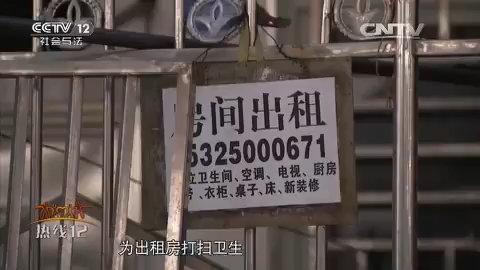 CCTV 12
社会与法
CNTV
房间出租
5325000671
立卫生间、空调、电视、厨房
、衣柜、桌子、床、新装修
热线12
为出租房打扫卫生